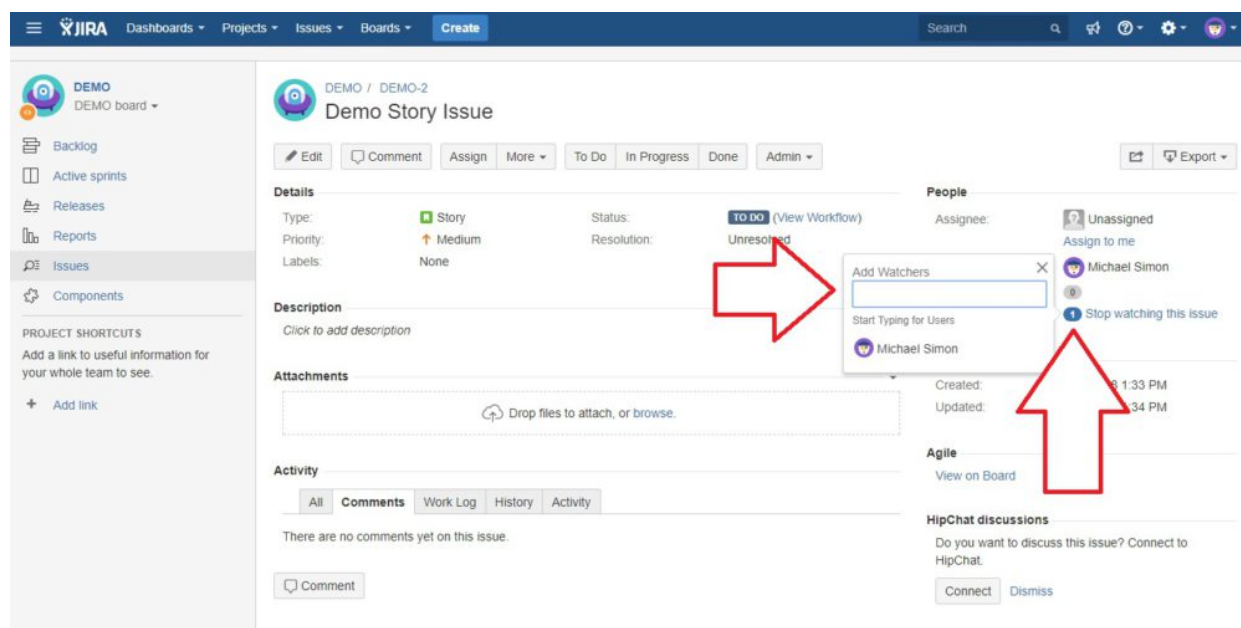 JIRA Dashboards Projects Issues Boards Create Search
DEMO
DEMO board
Backlog
Active sprints
Releases
Reports
Issues
Components
PROJECT SHORTCUTS
Add a link to useful information for
your whole team to see.
+ Add link
DEMO / DEMO-2
Demo Story Issue
Edit Comment Assign More To Do In Progress Done Admin Export
Details
Type: Story Status: TO DO (View Workflow)
Priority: Medium Resolution: Unresolved
Labels: None
Description
Click to add description
Attachments
Drop files to attach, or browse.
Activity
All Comments Work Log History Activity
There are no comments yet on this issue.
Comment
People
Assignee: Unassigned
Assign to me
Michael Simon
0
1 Stop watching this issue
Add Watchers
Start Typing for Users
Michael Simon
Created: 1:33 PM
Updated: :34 PM
Agile
View on Board
HipChat discussions
Do you want to discuss this issue? Connect to
HipChat.
Connect Dismiss